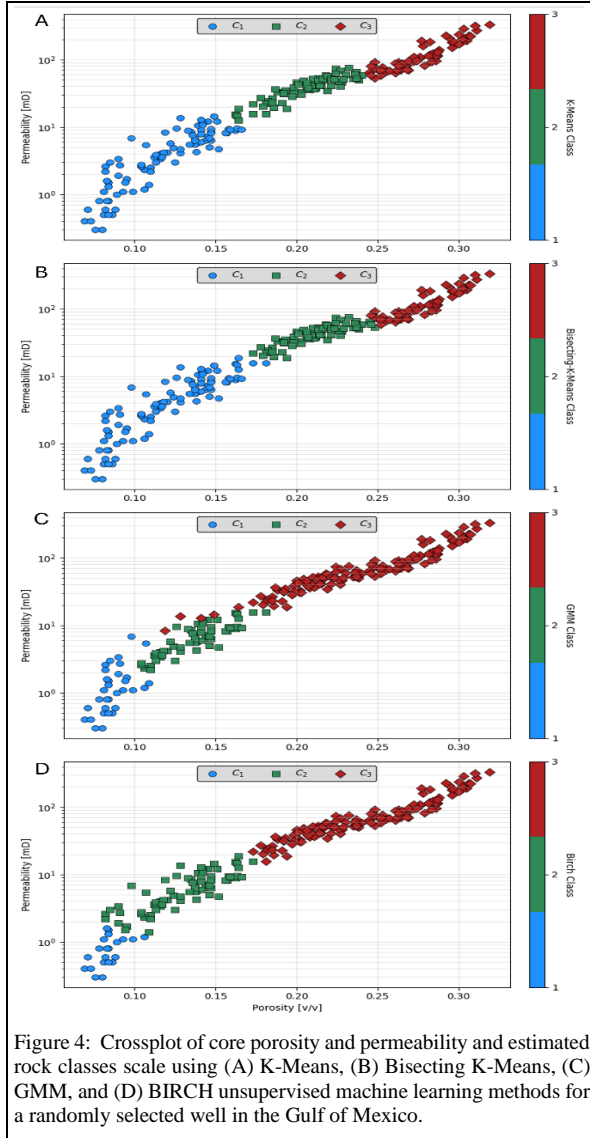 A
C1 C2 C3
Permeability [mD]
10² 10¹ 10⁰
0.10 0.15 0.20 0.25 0.30
3 2 1
K-Means Class
B
C1 C2 C3
Permeability [mD]
10² 10¹ 10⁰
0.10 0.15 0.20 0.25 0.30
3 2 1
Bisecting-K-Means Class
C
C1 C2 C3
Permeability [mD]
10² 10¹ 10⁰
0.10 0.15 0.20 0.25 0.30
3 2 1
GMM Class
D
C1 C2 C3
Permeability [mD]
10² 10¹ 10⁰
0.10 0.15 0.20 0.25 0.30
Porosity [v/v]
3 2 1
Birch Class
Figure 4: Crossplot of core porosity and permeability and estimated
rock classes scale using (A) K-Means, (B) Bisecting K-Means, (C)
GMM, and (D) BIRCH unsupervised machine learning methods for
a randomly selected well in the Gulf of Mexico.